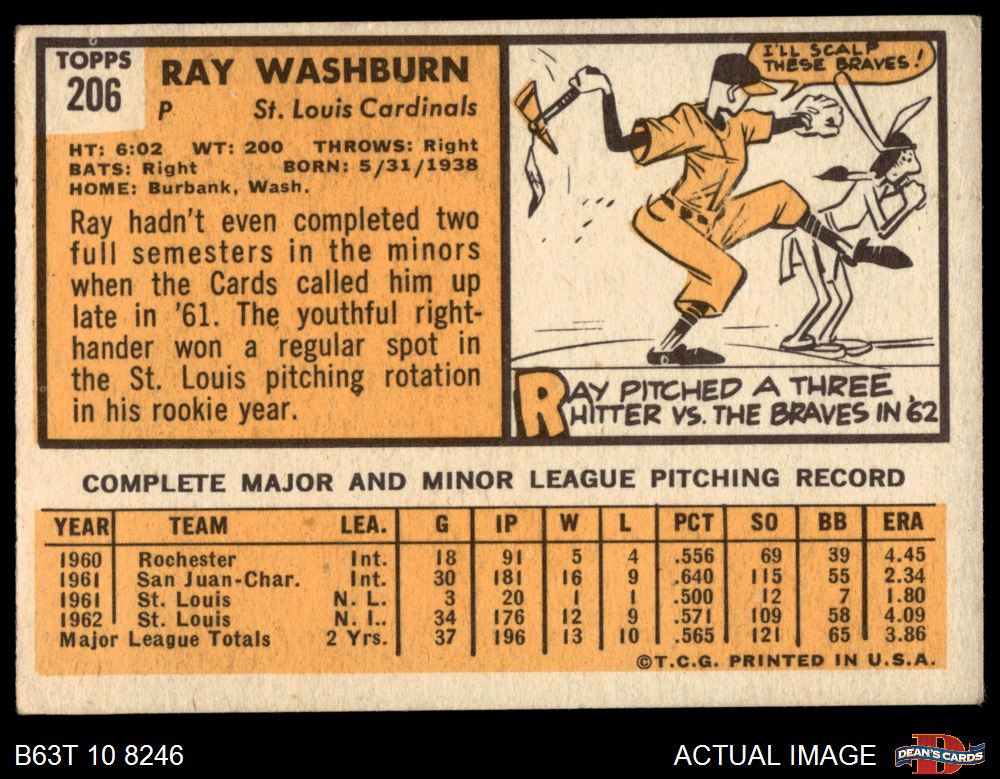 TOPPS
206
RAY WASHBURN
P St. Louis Cardinals
HT: 6:02 WT: 200 THROWS: Right
BATS: Right BORN: 5/31/1938
HOME: Burbank, Wash.
Ray hadn't even completed two
full semesters in the minors
when the Cards called him up
late in '61. The youthful right-
hander won a regular spot in
the St. Louis pitching rotation
in his rookie year.
I'LL SCALP
THESE BRAVES!
RAY PITCHED A THREE
HITTER VS. THE BRAVES IN '62
COMPLETE MAJOR AND MINOR LEAGUE PITCHING RECORD
YEAR TEAM LEA. G IP W L PCT SO BB ERA
1960 Rochester Int. 18 91 5 4 .556 69 39 4.45
1961 San Juan-Char. Int. 30 181 16 9 .640 115 55 2.34
1961 St. Louis N. L. 3 20 1 1 .500 12 7 1.80
1962 St. Louis N. L. 34 176 12 9 .571 109 58 4.09
Major League Totals 2 Yrs. 37 196 13 10 .565 121 65 3.86
©T.C.G. PRINTED IN U.S.A.
B63T 10 8246
ACTUAL IMAGE
DEAN'S CARDS